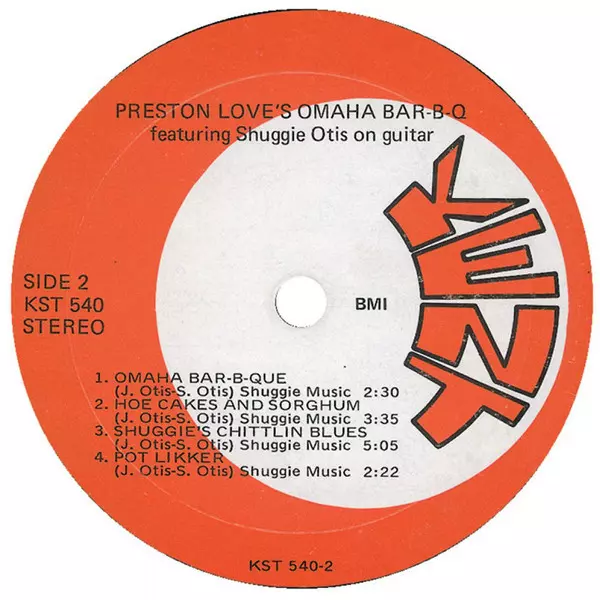 PRESTON LOVE'S OMAHA BAR-B-Q
featuring Shuggie Otis on guitar
KENT
SIDE 2
KST 540
STEREO
BMI
1. OMAHA BAR-B-QUE
(J. Otis-S. Otis) Shuggie Music 2:30
2. HOE CAKES AND SORGHUM
(J. Otis-S. Otis) Shuggie Music 3:35
3. SHUGGIE'S CHITTLIN BLUES
(J. Otis-S. Otis) Shuggie Music 5:05
4. POT LIKKER
(J. Otis-S. Otis) Shuggie Music 2:22
KST 540-2